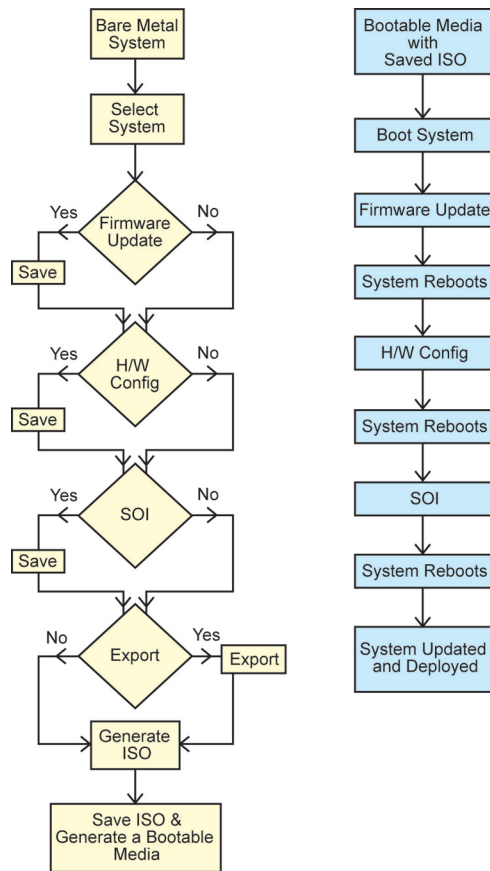 Bare Metal
System
Select
System
Yes
No
Firmware
Update
Save
Yes
No
H/W
Config
Save
Yes
No
SOI
Save
No
Yes
Export
Export
Generate
ISO
Save ISO &
Generate a Bootable
Media
Bootable Media
with
Saved ISO
Boot System
Firmware Update
System Reboots
H/W Config
System Reboots
SOI
System Reboots
System Updated
and Deployed